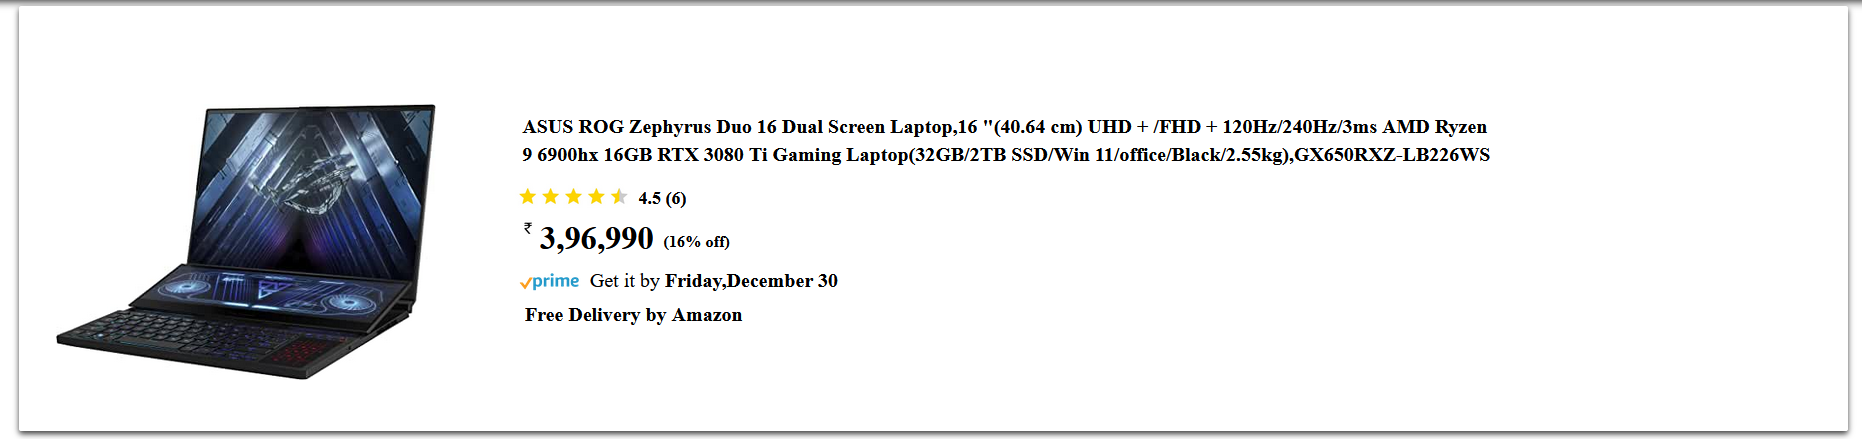 ASUS ROG Zephyrus Duo 16 Dual Screen Laptop,16 "(40.64 cm) UHD + /FHD + 120Hz/240Hz/3ms AMD Ryzen
9 6900hx 16GB RTX 3080 Ti Gaming Laptop(32GB/2TB SSD/Win 11/office/Black/2.55kg),GX650RXZ-LB226WS
4.5 (6)
₹ 3,96,990 (16% off)
prime Get it by Friday,December 30
Free Delivery by Amazon